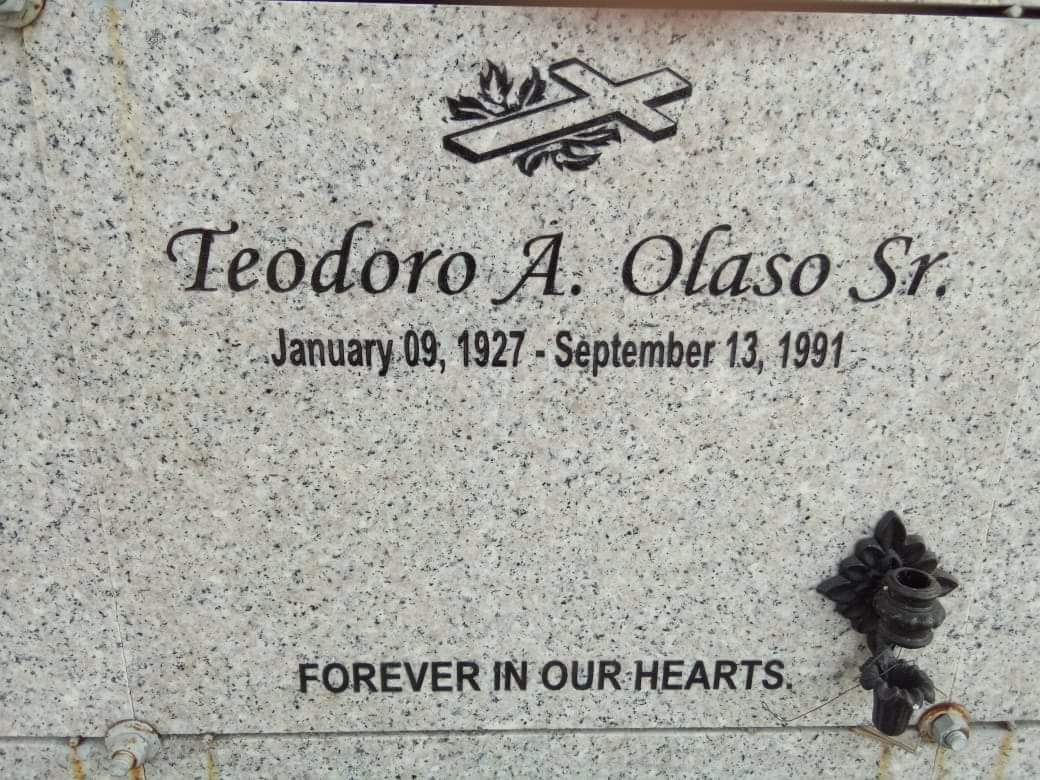 Teodoro A. Olaso Sr.
January 09, 1927 - September 13, 1991
FOREVER IN OUR HEARTS.